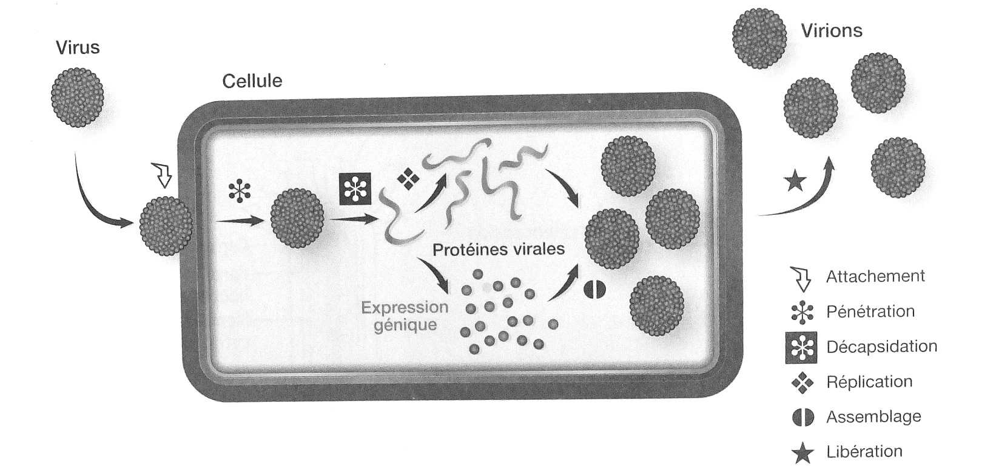 Virus
Cellule
Virions
Protéines virales
Expression
génique
Attachement
Pénétration
Décapsidation
Réplication
Assemblage
Libération